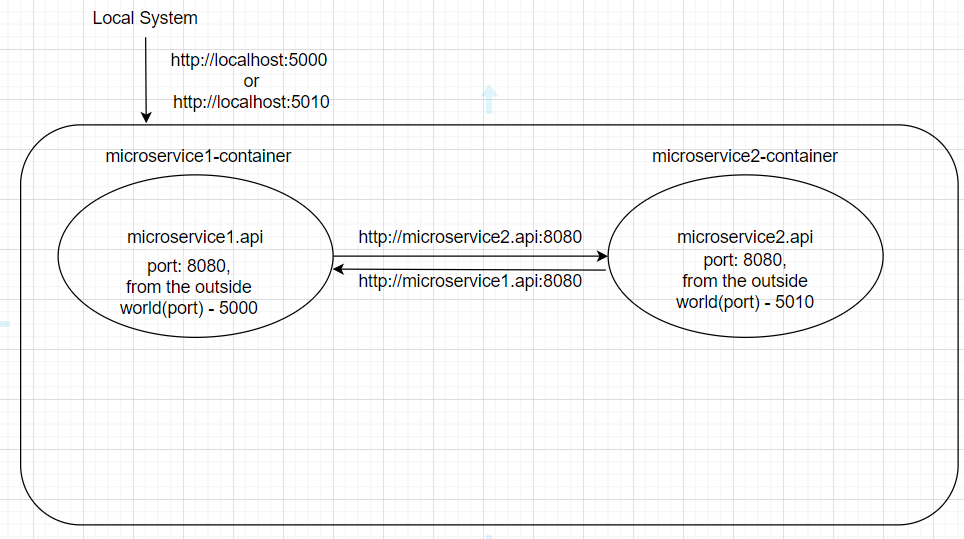 Local System
http://localhost:5000
or
http://localhost:5010
microservice1-container
microservice2-container
microservice1.api
port: 8080,
from the outside
world(port) - 5000
http://microservice2.api:8080
http://microservice1.api:8080
microservice2.api
port: 8080,
from the outside
world(port) - 5010